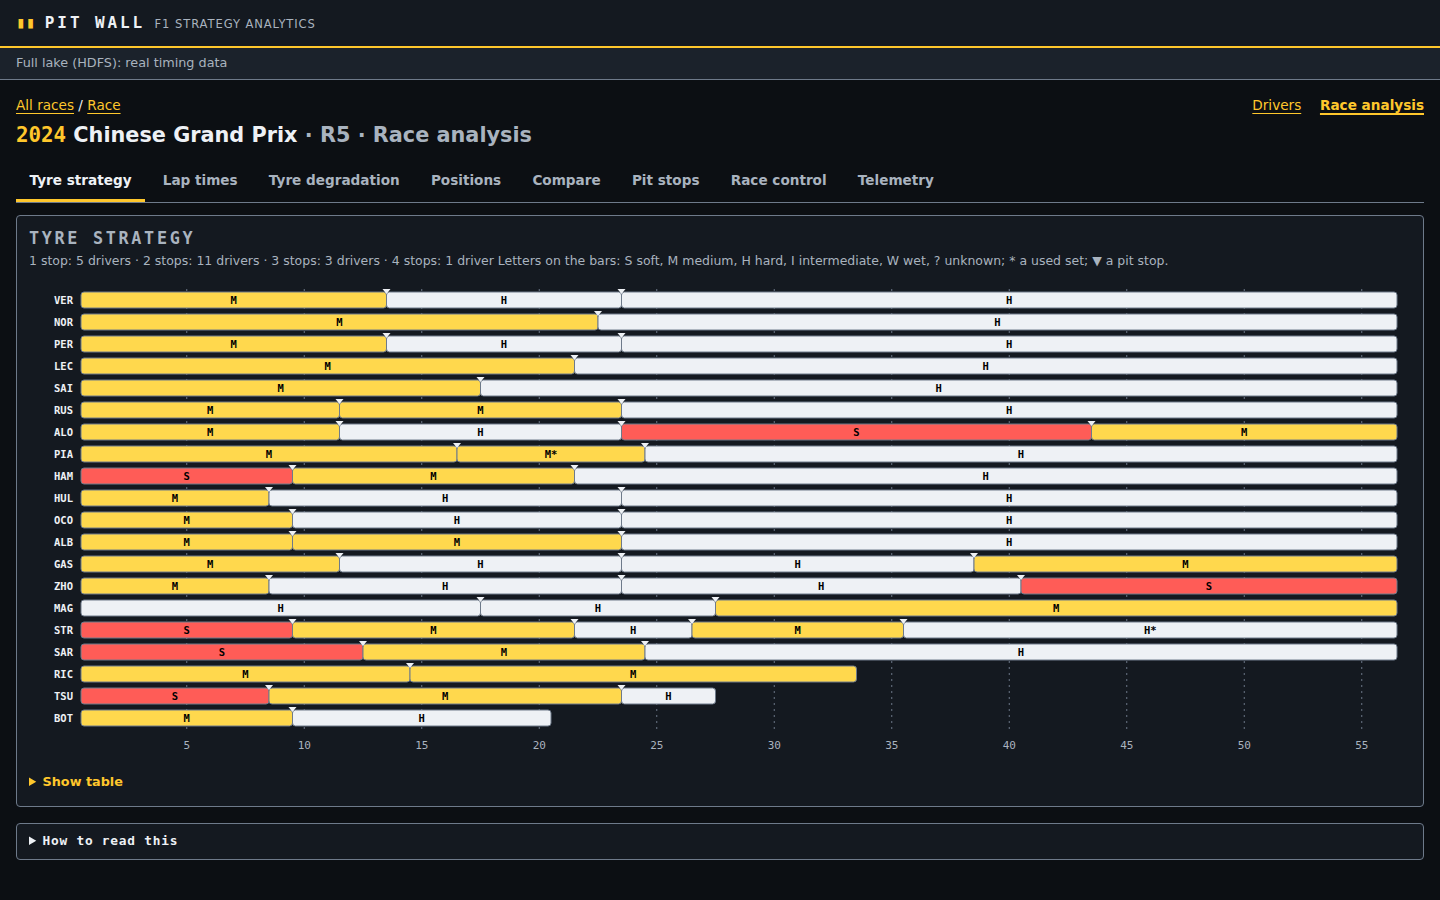 PIT WALL F1 STRATEGY ANALYTICS
Full lake (HDFS): real timing data
All races / Race
Drivers Race analysis
2024 Chinese Grand Prix · R5 · Race analysis
Tyre strategy Lap times Tyre degradation Positions Compare Pit stops Race control Telemetry
TYRE STRATEGY
1 stop: 5 drivers · 2 stops: 11 drivers · 3 stops: 3 drivers · 4 stops: 1 driver Letters on the bars: S soft, M medium, H hard, I intermediate, W wet, ? unknown; * a used set; ▼ a pit stop.
VER M H H
NOR M H
PER M H H
LEC M H
SAI M H
RUS M M H
ALO M H S M
PIA M M* H
HAM S M H
HUL M H H
OCO M H H
ALB M M H
GAS M H H M
ZHO M H H S
MAG H H M
STR S M H M H*
SAR S M H
RIC M M
TSU S M H
BOT M H
5 10 15 20 25 30 35 40 45 50 55
▶ Show table
▶ How to read this